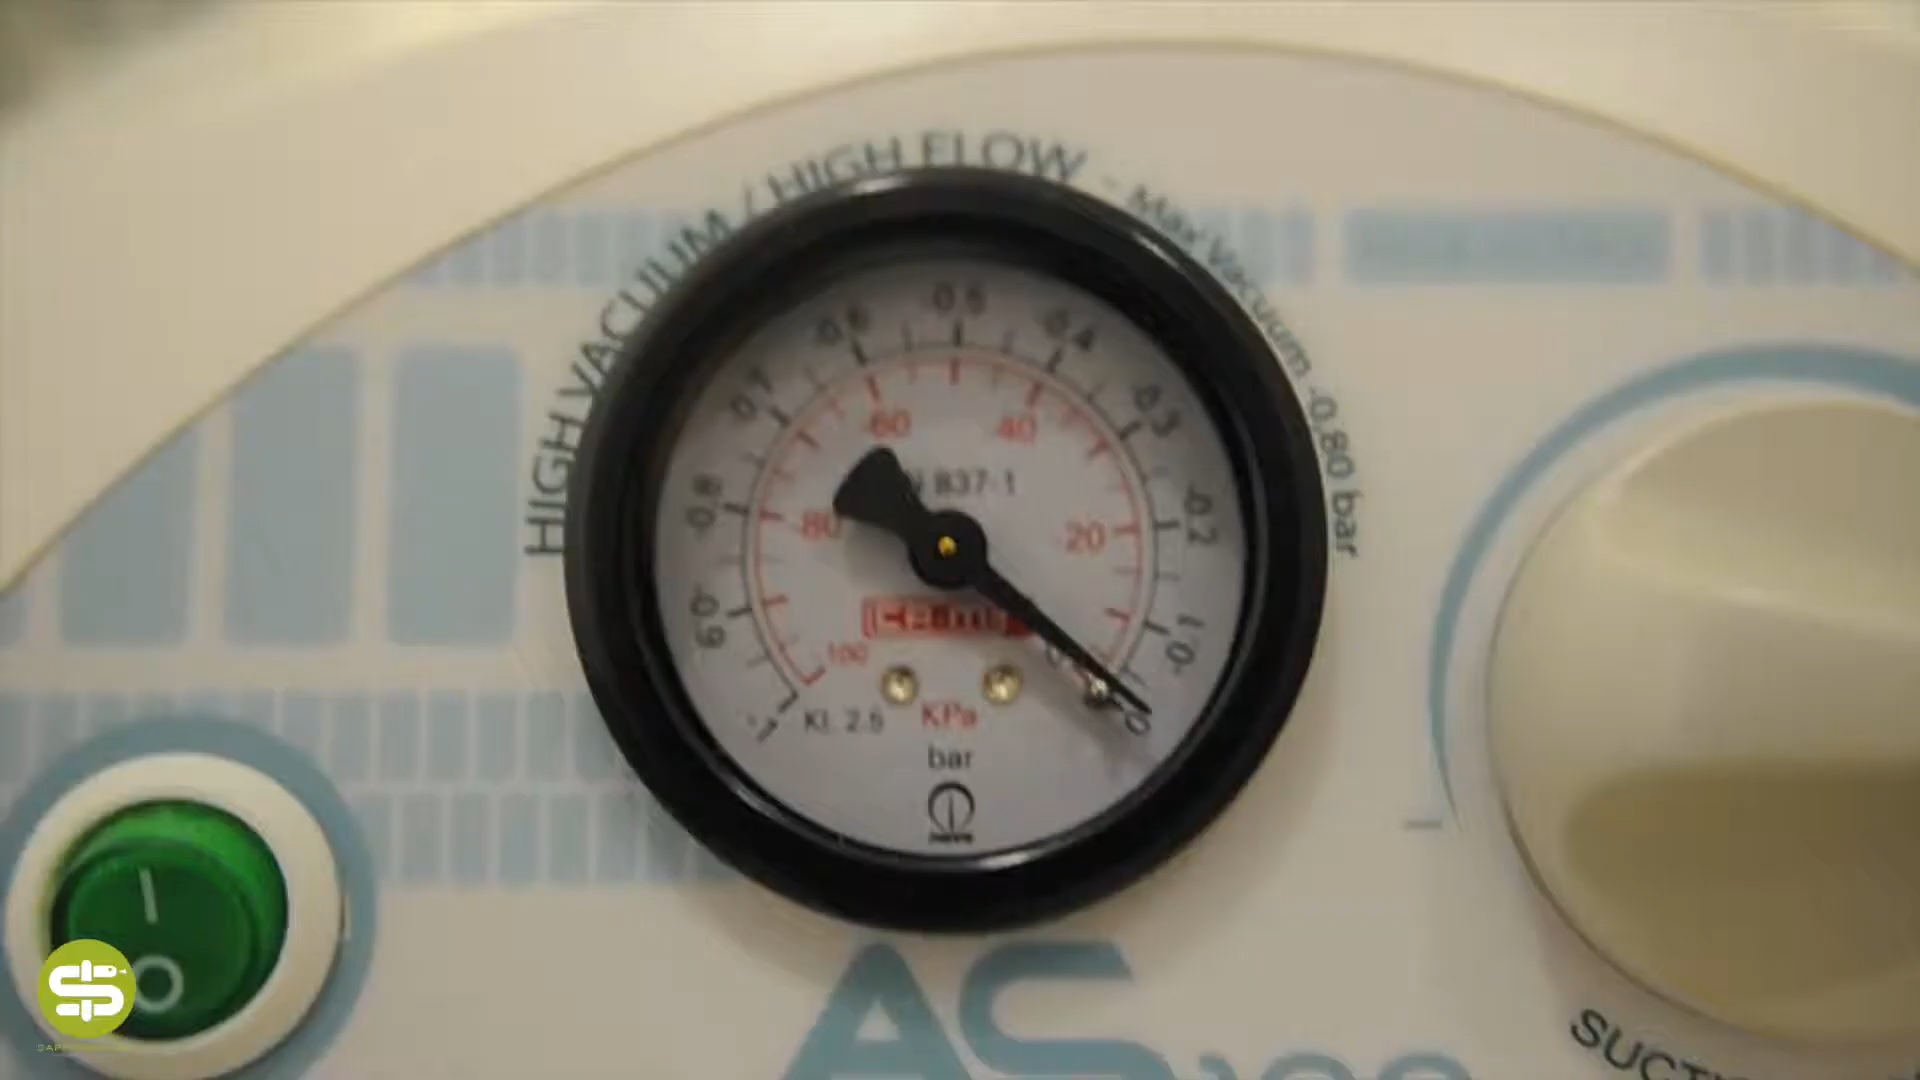 HIGH VACUUM / HIGH FLOW - Max Vacuum -0.80 bar
-0.5
-0.6
-0.4
-0.7
-0.3
-60
-40
837-1
-0.8
-0.2
-80
-20
-0.9
-0.1
-100
-1
0
KL 2.5
KPa
bar
I
O
AS